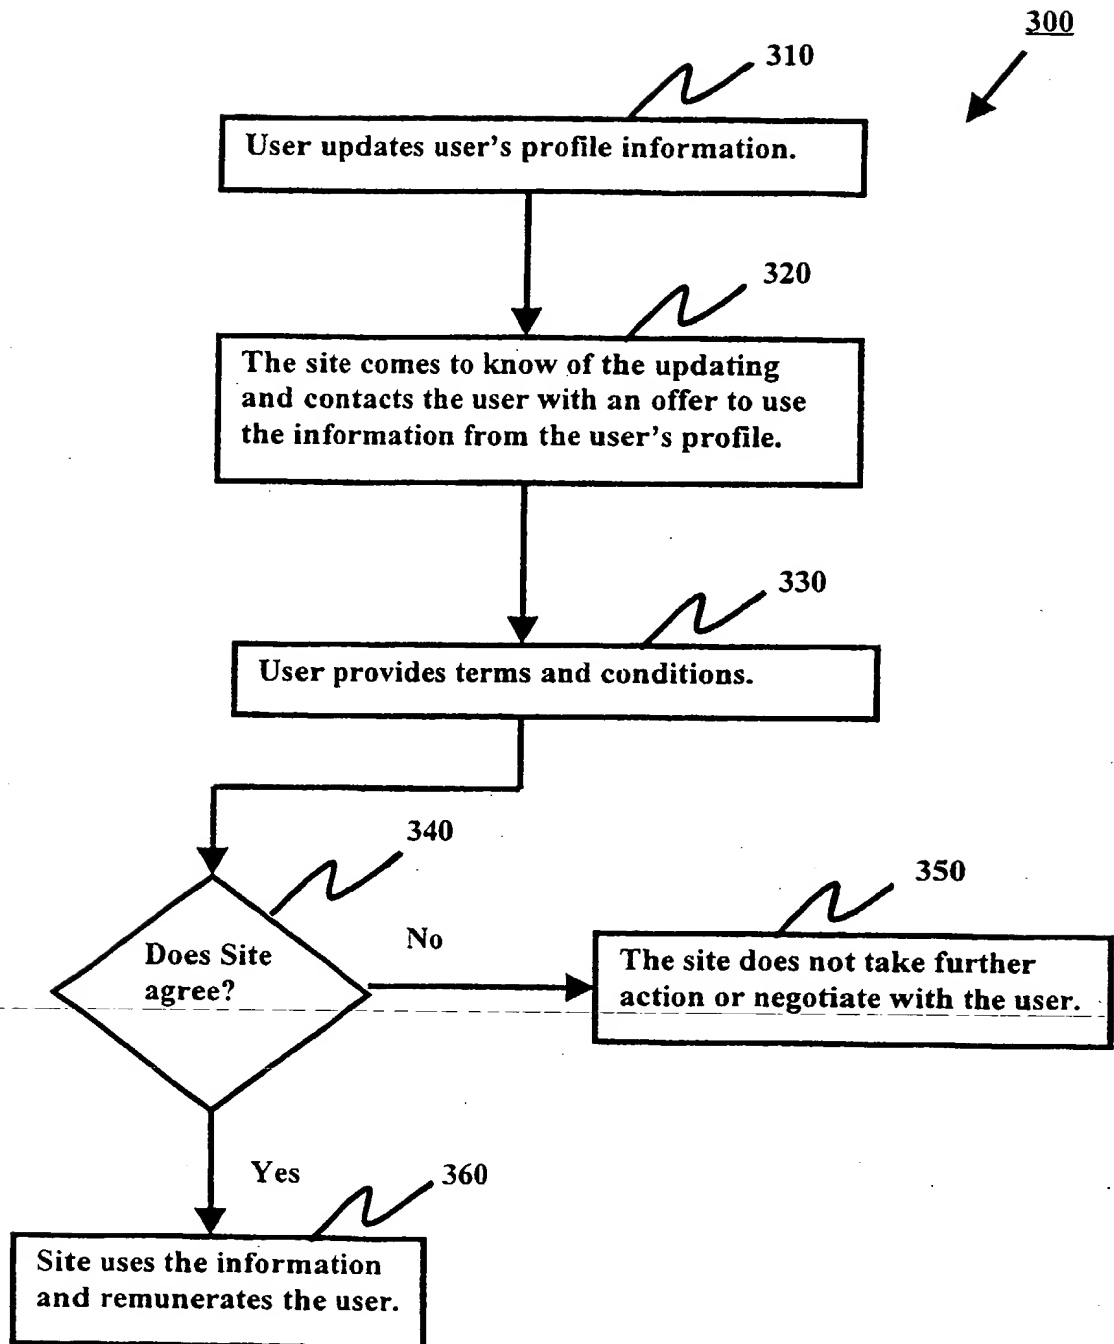 300
310
User updates user's profile information.
320
The site comes to know of the updating
and contacts the user with an offer to use
the information from the user's profile.
330
User provides terms and conditions.
340
Does Site
agree?
No
350
The site does not take further
action or negotiate with the user.
Yes
360
Site uses the information
and remunerates the user.